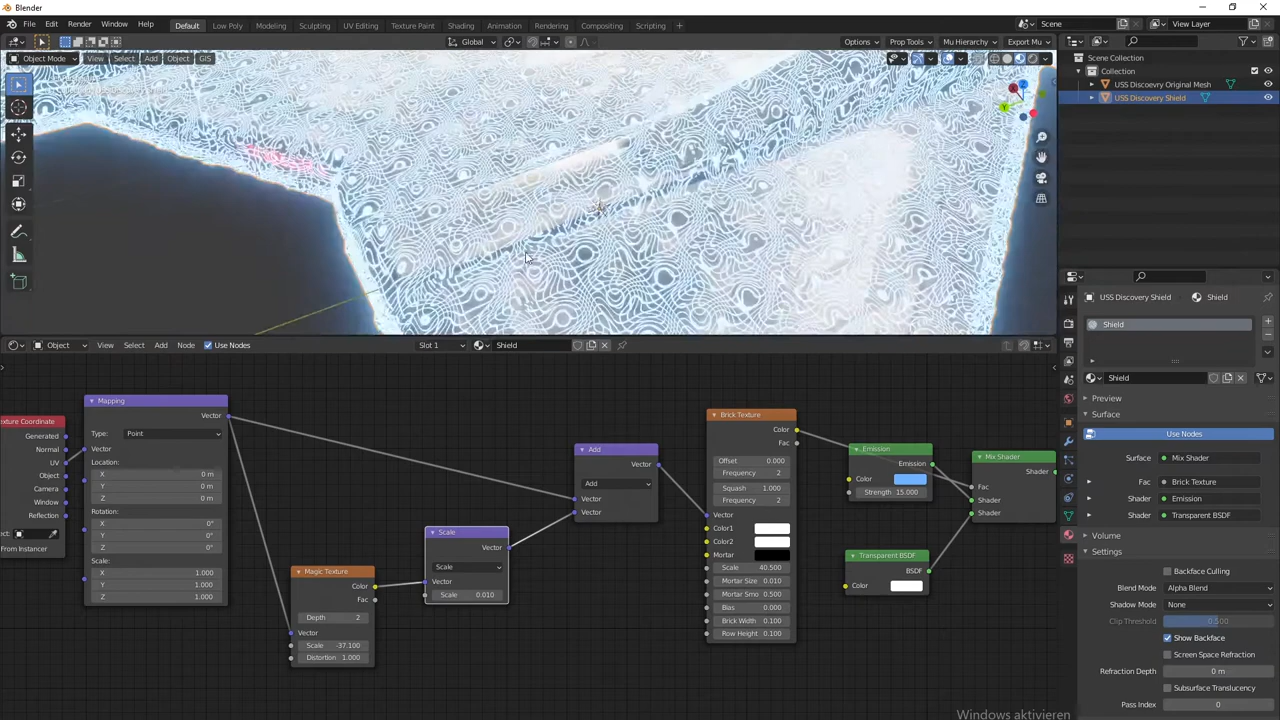 Blender
File Edit Render Window Help Default Low Poly Modeling Sculpting UV Editing Texture Paint Shading Animation Rendering Compositing Scripting + Scene View Layer
Global Options Prop Tools Mu Hierarchy Export Mu
Object Mode View Select Add Object GIS
Scene Collection
Collection
USS Discoevry Original Mesh
USS Discovery Shield
Object View Select Add Node Use Nodes Slot 1 Shield
USS Discovery Shield Shield
Shield
Shield
Preview
Surface
Use Nodes
Surface Mix Shader
Fac Brick Texture
Shader Emission
Shader Transparent BSDF
Volume
Settings
Backface Culling
Blend Mode Alpha Blend
Shadow Mode None
Clip Threshold 0.500
Show Backface
Screen Space Refraction
Refraction Depth 0 m
Subsurface Translucency
Pass Index 0
exture Coordinate
Generated
Normal
UV
Object
Camera
Window
Reflection
ect:
From Instancer
Mapping
Vector
Type: Point
Vector
Location:
X 0 m
Y 0 m
Z 0 m
Rotation:
X 0°
Y 0°
Z 0°
Scale:
X 1.000
Y 1.000
Z 1.000
Magic Texture
Color
Fac
Depth 2
Vector
Scale -37.100
Distortion 1.000
Scale
Vector
Scale
Vector
Scale 0.010
Add
Vector
Add
Vector
Vector
Brick Texture
Color
Fac
Offset 0.000
Frequency 2
Squash 1.000
Frequency 2
Vector
Color1
Color2
Mortar
Scale 40.500
Mortar Size 0.010
Mortar Smo 0.500
Bias 0.000
Brick Width 0.100
Row Height 0.100
Emission
Emission
Color
Strength 15.000
Transparent BSDF
BSDF
Color
Mix Shader
Shader
Fac
Shader
Shader
Windows aktivieren